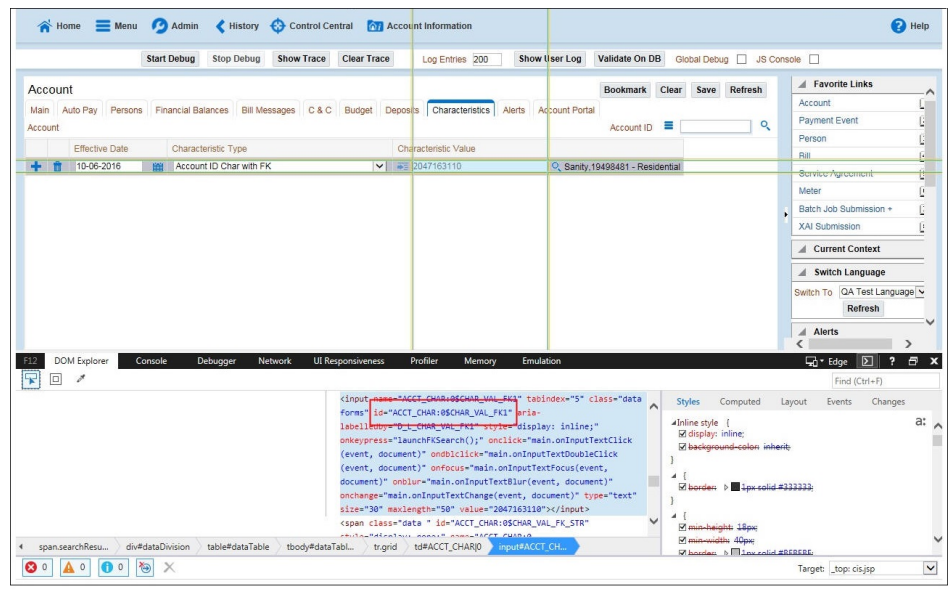 Home Menu Admin History Control Central Account Information Help
Start Debug Stop Debug Show Trace Clear Trace Log Entries 200 Show User Log Validate On DB Global Debug JS Console
Account Bookmark Clear Save Refresh
Main Auto Pay Persons Financial Balances Bill Messages C & C Budget Deposits Characteristics Alerts Account Portal
Account Account ID
Effective Date Characteristic Type Characteristic Value
10-06-2016 Account ID Char with FK 2047163110 Sanity,19498481 - Residential
Favorite Links
Account
Payment Event
Person
Bill
Service Agreement
Meter
Batch Job Submission +
XAI Submission
Current Context
Switch Language
Switch To QA Test Language
Refresh
Alerts
F12 DOM Explorer Console Debugger Network UI Responsiveness Profiler Memory Emulation Edge ?
Find (Ctrl+F)
<input name="ACCT_CHAR:0$CHAR_VAL_FK1" tabindex="5" class="data
forms" id="ACCT_CHAR:0$CHAR_VAL_FK1" aria-
labelledby="D_L_CHAR_VAL_FK1" style="display: inline;"
onkeypress="launchFKSearch();" onclick="main.onInputTextClick
(event, document)" ondblclick="main.onInputTextDoubleClick
(event, document)" onfocus="main.onInputTextFocus(event,
document)" onblur="main.onInputTextBlur(event, document)"
onchange="main.onInputTextChange(event, document)" type="text"
size="30" maxlength="50" value="2047163110"></input>
<span class="data " id="ACCT_CHAR:0$CHAR_VAL_FK_STR"
style="display: none;" name="ACCT_CHAR:0
Styles Computed Layout Events Changes
Inline style { a:
display: inline;
background-color: inherit;
}
{
border: 1px solid #333333;
}
{
min-height: 18px;
min-width: 40px;
border: 1px solid #BEBEBE;
span.searchResu... div#dataDivision table#dataTable tbody#dataTabl... tr.grid td#ACCT_CHAR|0 input#ACCT_CH...
0 0 0 Target: _top: cis.jsp